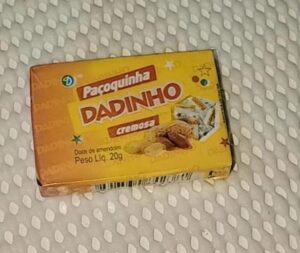 Paçoquinha
DADINHO
cremosa
Doce de amendoim
Peso Líq. 20g